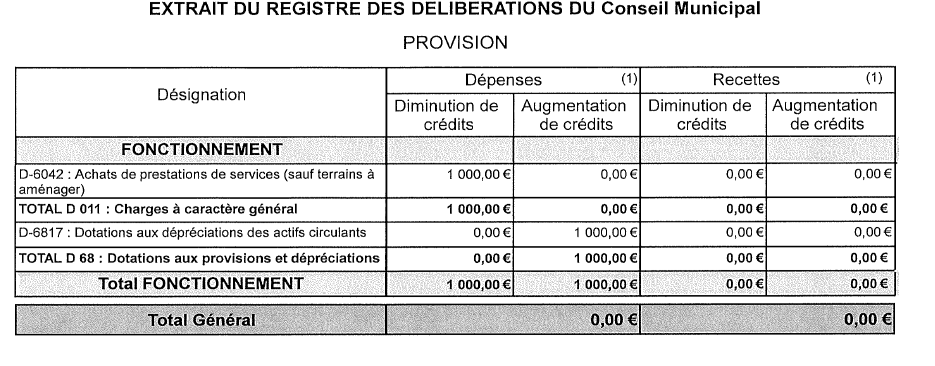 EXTRAIT DU REGISTRE DES DELIBERATIONS DU Conseil Municipal
PROVISION
Désignation
Dépenses (1)
Recettes (1)
Diminution de crédits
Augmentation de crédits
Diminution de crédits
Augmentation de crédits
FONCTIONNEMENT
D-6042 : Achats de prestations de services (sauf terrains à
aménager)
1 000,00 € 0,00 € 0,00 € 0,00 €
TOTAL D 011 : Charges à caractère général 1 000,00 € 0,00 € 0,00 € 0,00 €
D-6817 : Dotations aux dépréciations des actifs circulants 0,00 € 1 000,00 € 0,00 € 0,00 €
TOTAL D 68 : Dotations aux provisions et dépréciations 0,00 € 1 000,00 € 0,00 € 0,00 €
Total FONCTIONNEMENT 1 000,00 € 1 000,00 € 0,00 € 0,00 €
Total Général 0,00 € 0,00 €